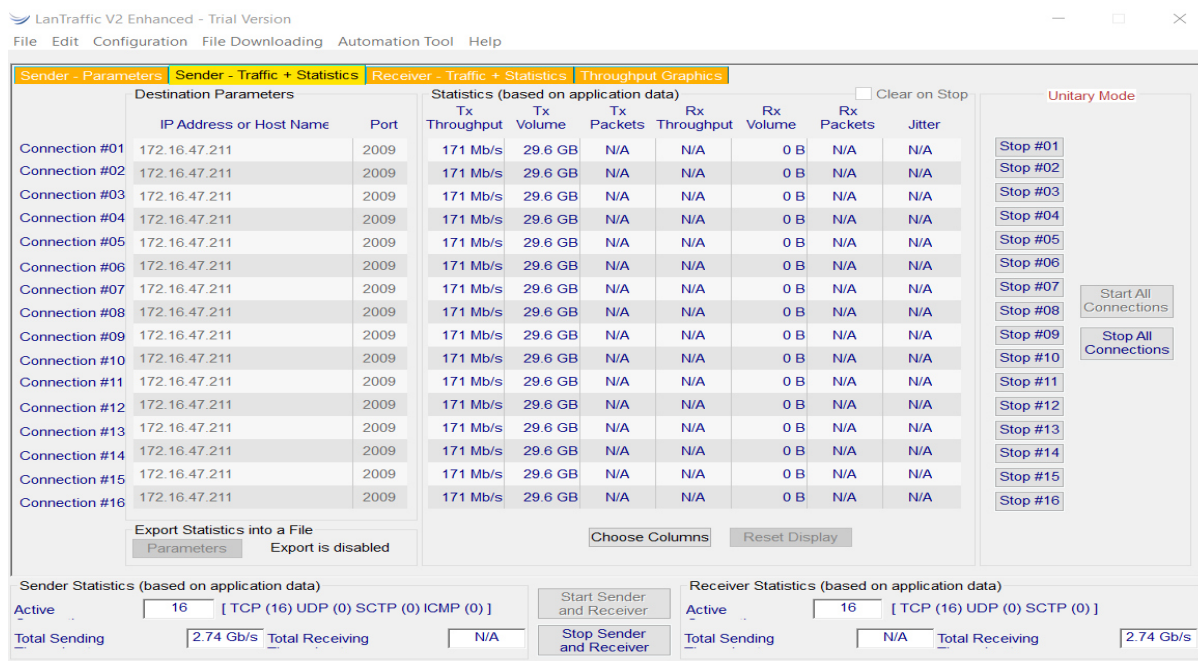 LanTraffic V2 Enhanced - Trial Version
File Edit Configuration File Downloading Automation Tool Help
Sender - Parameters Sender - Traffic + Statistics Receiver - Traffic + Statistics Throughput Graphics
Destination Parameters Statistics (based on application data) Clear on Stop Unitary Mode
Tx Tx Tx Rx Rx Rx
IP Address or Host Name Port Throughput Volume Packets Throughput Volume Packets Jitter
Connection #01 172.16.47.211 2009 171 Mb/s 29.6 GB N/A N/A 0 B N/A N/A Stop #01
Connection #02 172.16.47.211 2009 171 Mb/s 29.6 GB N/A N/A 0 B N/A N/A Stop #02
Connection #03 172.16.47.211 2009 171 Mb/s 29.6 GB N/A N/A 0 B N/A N/A Stop #03
Connection #04 172.16.47.211 2009 171 Mb/s 29.6 GB N/A N/A 0 B N/A N/A Stop #04
Connection #05 172.16.47.211 2009 171 Mb/s 29.6 GB N/A N/A 0 B N/A N/A Stop #05
Connection #06 172.16.47.211 2009 171 Mb/s 29.6 GB N/A N/A 0 B N/A N/A Stop #06
Connection #07 172.16.47.211 2009 171 Mb/s 29.6 GB N/A N/A 0 B N/A N/A Stop #07 Start All
Connection #08 172.16.47.211 2009 171 Mb/s 29.6 GB N/A N/A 0 B N/A N/A Stop #08 Connections
Connection #09 172.16.47.211 2009 171 Mb/s 29.6 GB N/A N/A 0 B N/A N/A Stop #09 Stop All
Connection #10 172.16.47.211 2009 171 Mb/s 29.6 GB N/A N/A 0 B N/A N/A Stop #10 Connections
Connection #11 172.16.47.211 2009 171 Mb/s 29.6 GB N/A N/A 0 B N/A N/A Stop #11
Connection #12 172.16.47.211 2009 171 Mb/s 29.6 GB N/A N/A 0 B N/A N/A Stop #12
Connection #13 172.16.47.211 2009 171 Mb/s 29.6 GB N/A N/A 0 B N/A N/A Stop #13
Connection #14 172.16.47.211 2009 171 Mb/s 29.6 GB N/A N/A 0 B N/A N/A Stop #14
Connection #15 172.16.47.211 2009 171 Mb/s 29.6 GB N/A N/A 0 B N/A N/A Stop #15
Connection #16 172.16.47.211 2009 171 Mb/s 29.6 GB N/A N/A 0 B N/A N/A Stop #16
Export Statistics into a File
Parameters Export is disabled Choose Columns Reset Display
Sender Statistics (based on application data) Receiver Statistics (based on application data)
Start Sender
and Receiver
Active 16 [ TCP (16) UDP (0) SCTP (0) ICMP (0) ] Active 16 [ TCP (16) UDP (0) SCTP (0) ]
Total Sending 2.74 Gb/s Total Receiving N/A Stop Sender
and Receiver
Total Sending N/A Total Receiving 2.74 Gb/s